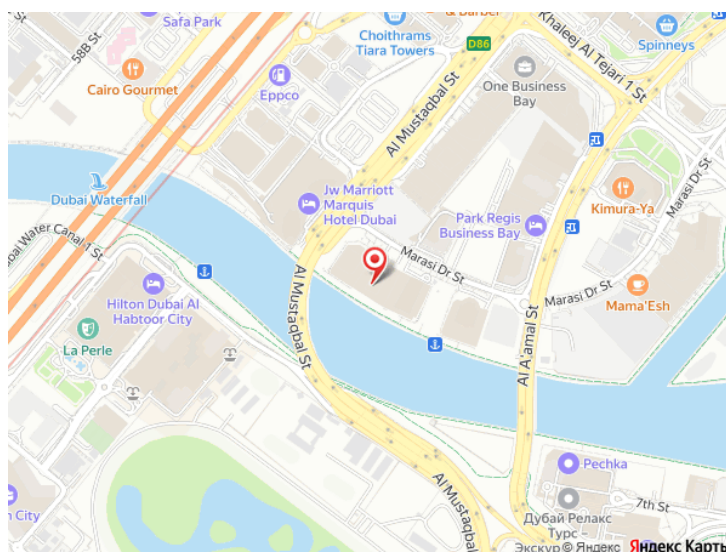 Safa Park
& Barber
Choithrams
Tiara Towers
D86
Khaleej Al Tejari 1 St
Spinneys
58B St
Cairo Gourmet
Eppco
Al Mustaqbal St
One Business
Bay
Dubai Waterfall
Jw Marriott
Marquis
Hotel Dubai
Kimura-Ya
Marasi Dr St
Park Regis
Business Bay
Marasi Dr St
Water Canal 1 St
Hilton Dubai Al
Habtoor City
Al Mustaqbal St
Marasi Dr St
Mama'Esh
La Perle
Al A'amal St
Pechka
7th St
City
Al Mustaqbal
Дубай Релакс
Турс –
Экскур
© Яндекс
Яндекс Карты